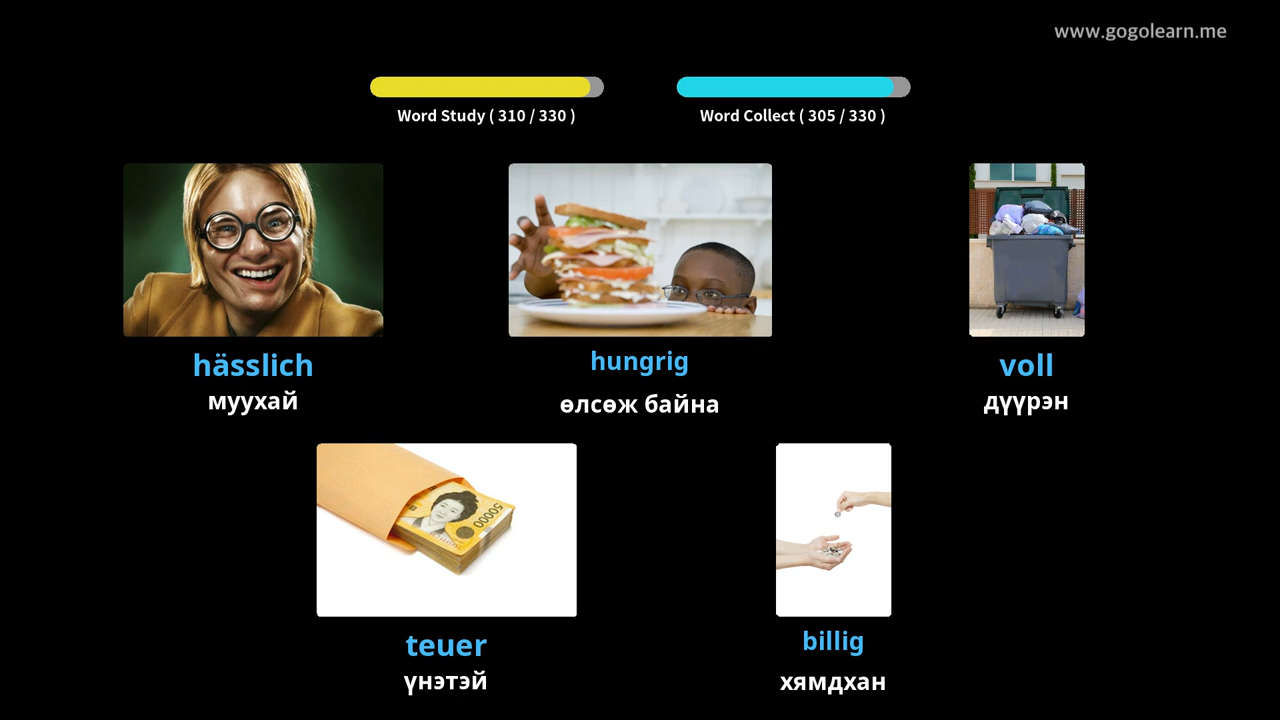 www.gogolearn.me
Word Study ( 310 / 330 )
Word Collect ( 305 / 330 )
hässlich
муухай
hungrig
өлсөж байна
voll
дүүрэн
50000
teuer
үнэтэй
billig
хямдхан